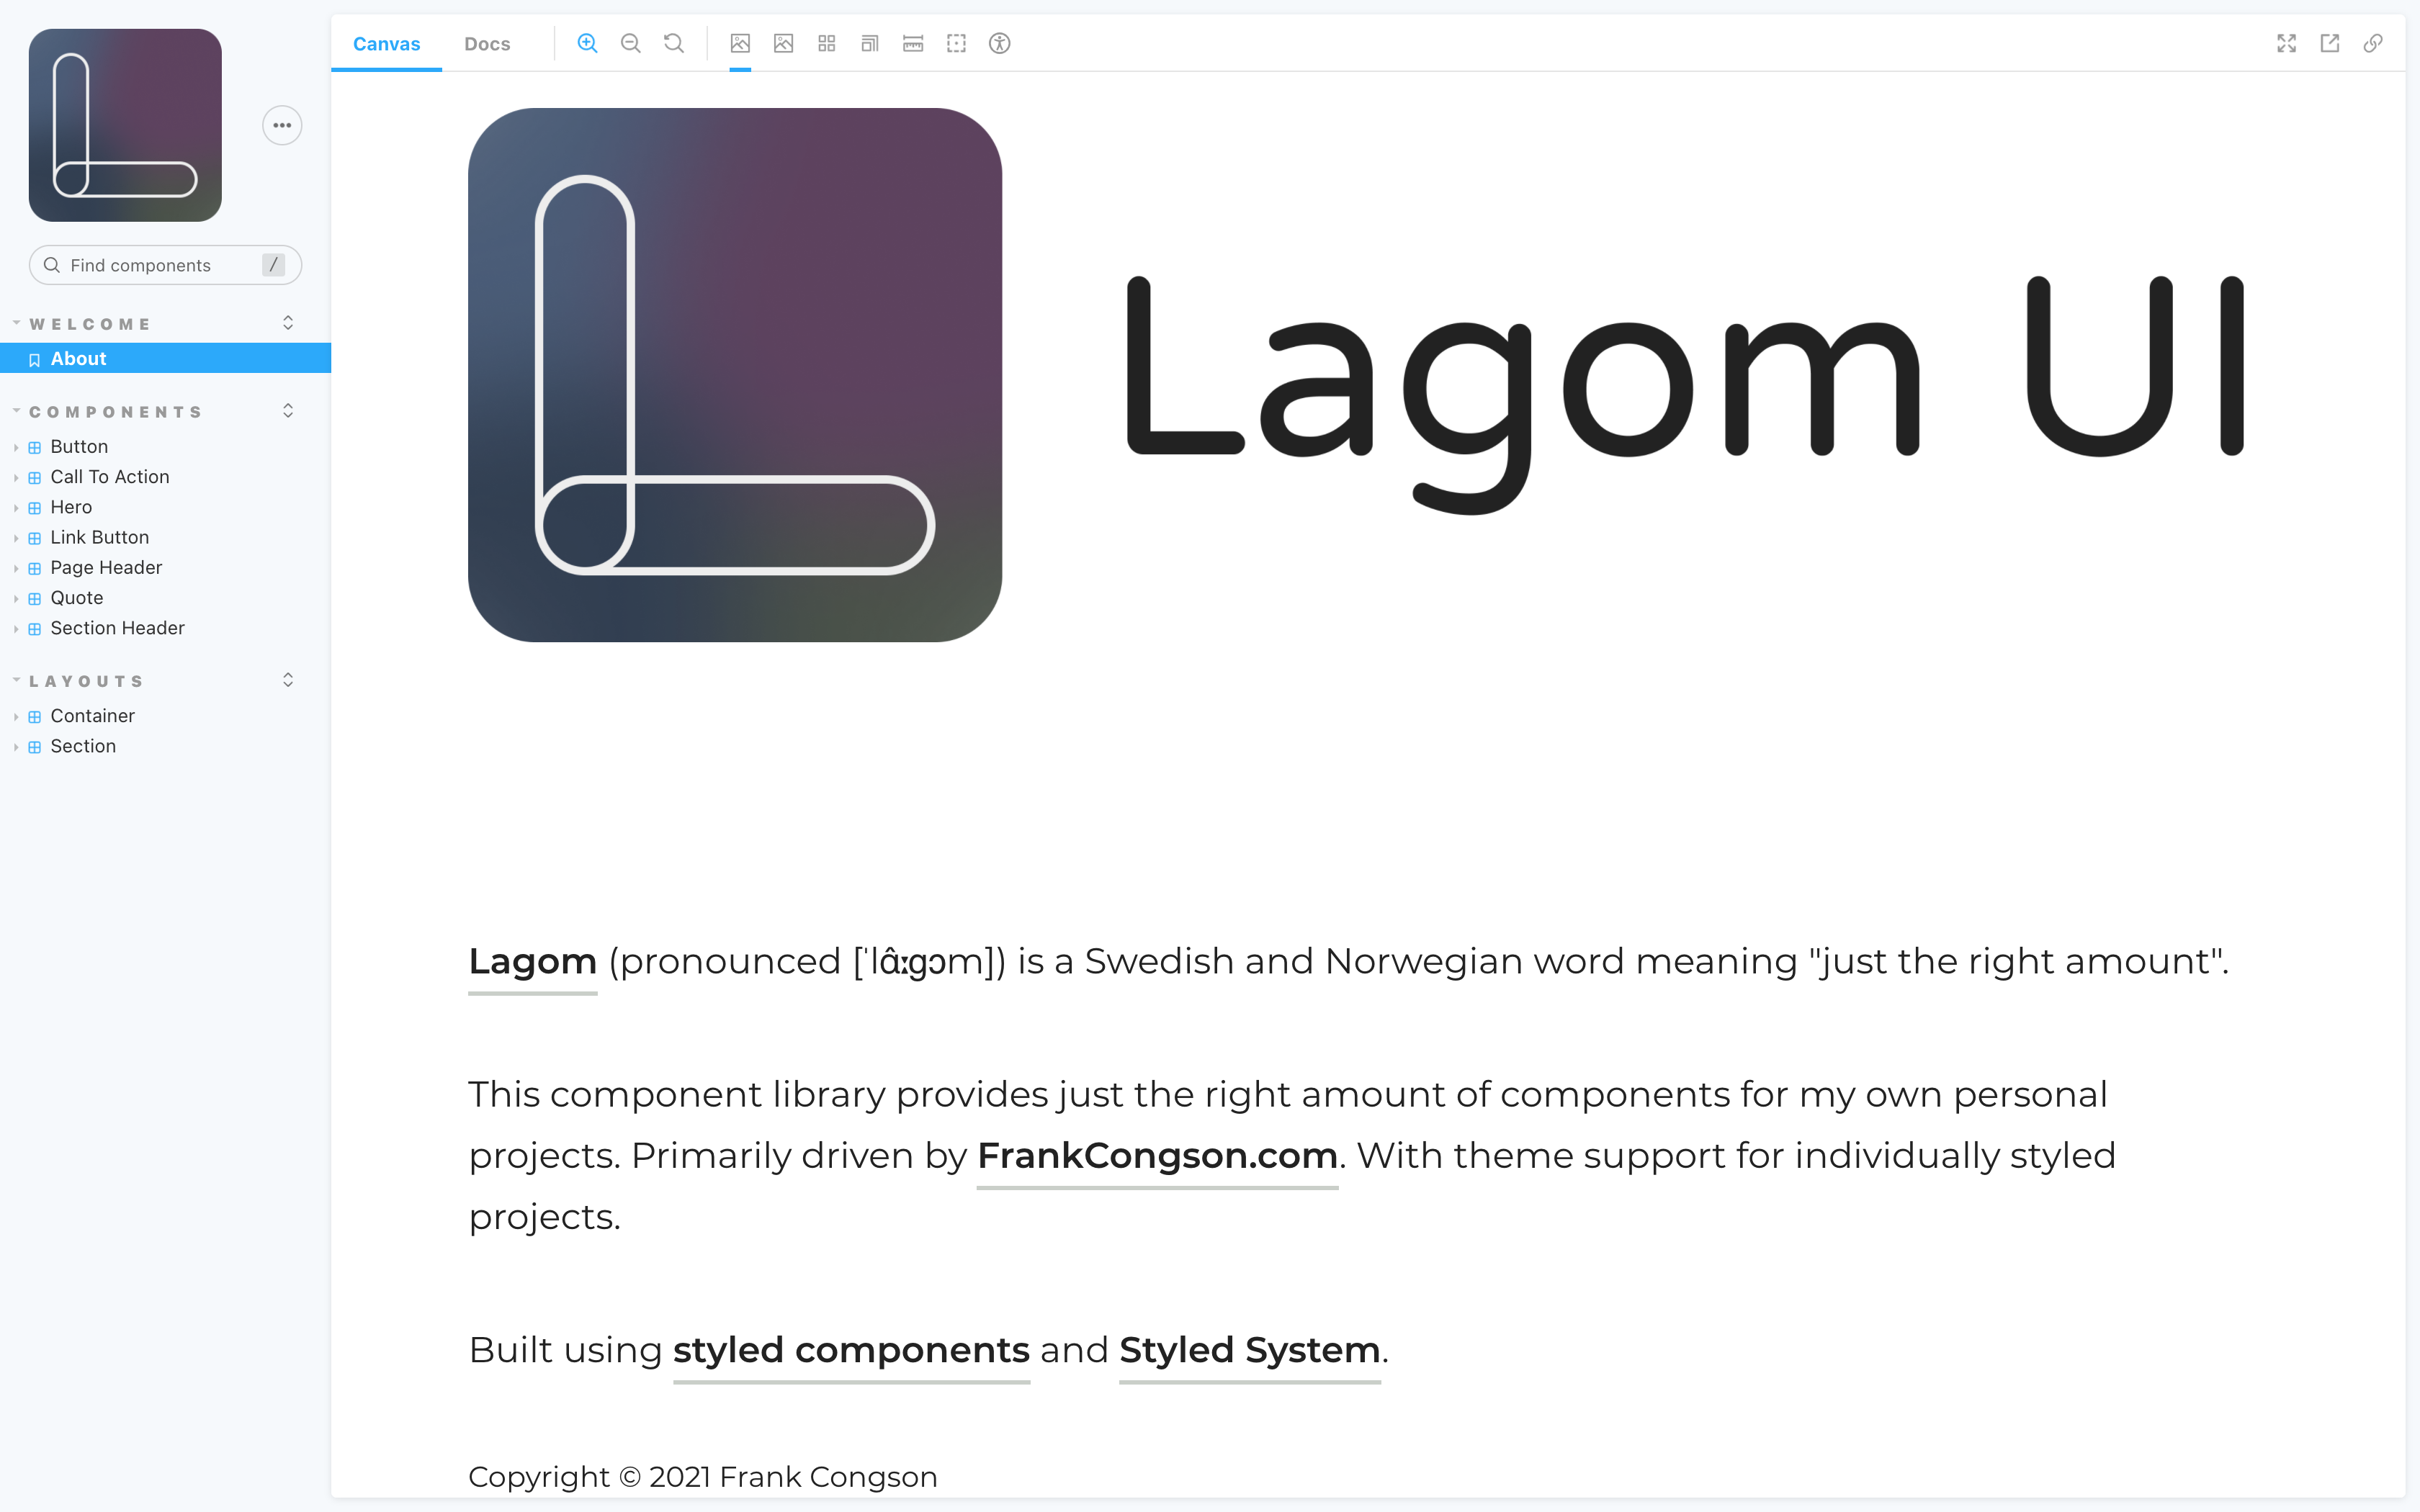 Canvas Docs
Find components /
WELCOME
About
COMPONENTS
Button
Call To Action
Hero
Link Button
Page Header
Quote
Section Header
LAYOUTS
Container
Section
Lagom UI
Lagom (pronounced [ˈlɑ̂ːɡɔm]) is a Swedish and Norwegian word meaning "just the right amount".
This component library provides just the right amount of components for my own personal
projects. Primarily driven by FrankCongson.com. With theme support for individually styled
projects.
Built using styled components and Styled System.
Copyright © 2021 Frank Congson